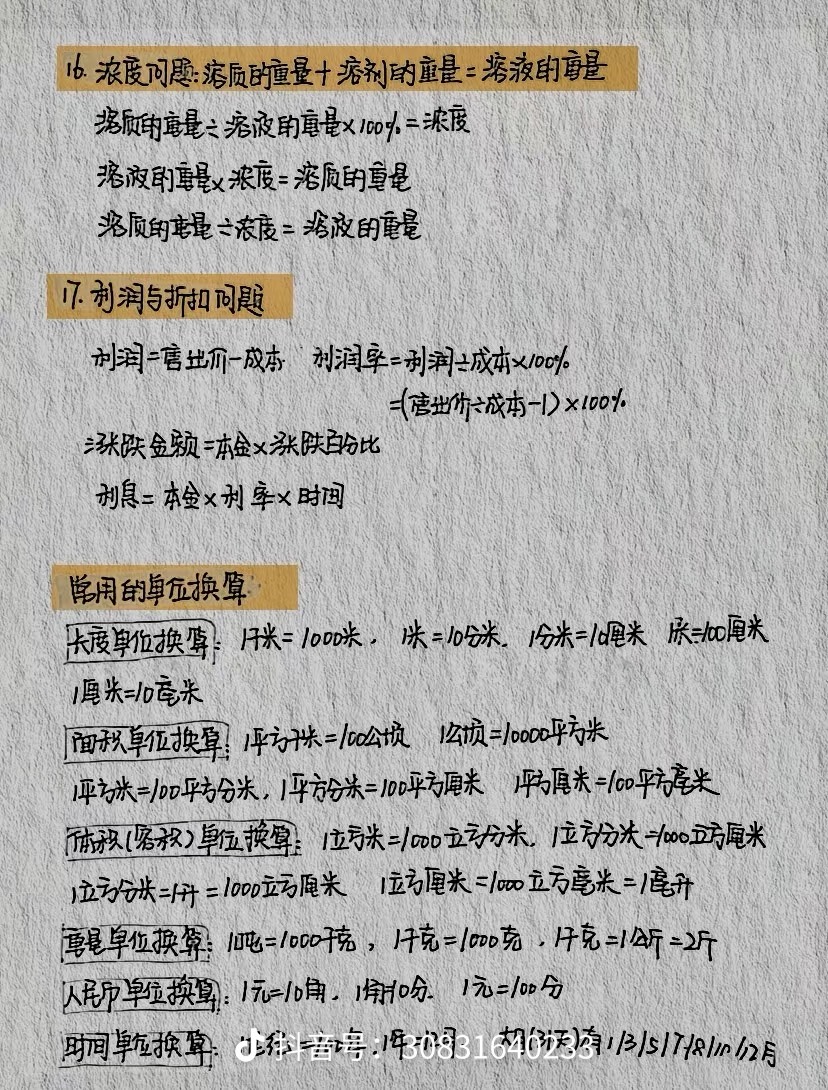 16. 浓度问题:溶质的重量+溶剂的重量=溶液的重量
溶质的重量÷溶液的重量×100%=浓度
溶液的重量×浓度=溶质的重量
溶质的重量÷浓度=溶液的重量
17. 利润与折扣问题
利润=售出价-成本 利润率=利润÷成本×100%
=(售出价÷成本-1)×100%
涨跌金额=本金×涨跌百分比
利息=本金×利率×时间
常用的单位换算
长度单位换算: 1千米=1000米, 1米=10分米, 1分米=10厘米 1米=100厘米
1厘米=10毫米
面积单位换算: 1平方千米=100公顷 1公顷=10000平方米
1平方米=100平方分米, 1平方分米=100平方厘米 1平方厘米=100平方毫米
体积(容积)单位换算: 1立方米=1000立方分米, 1立方分米=1000立方厘米
1立方分米=1升=1000立方厘米 1立方厘米=1000立方毫米=1毫升
重量单位换算: 1吨=1000千克, 1千克=1000克, 1千克=1公斤=2斤
人民币单位换算: 1元=10角, 1角=10分. 1元=100分
时间单位换算: 1年=12月 (31天)有1/3/5/7/8/10/12月
抖音号: 30831640233